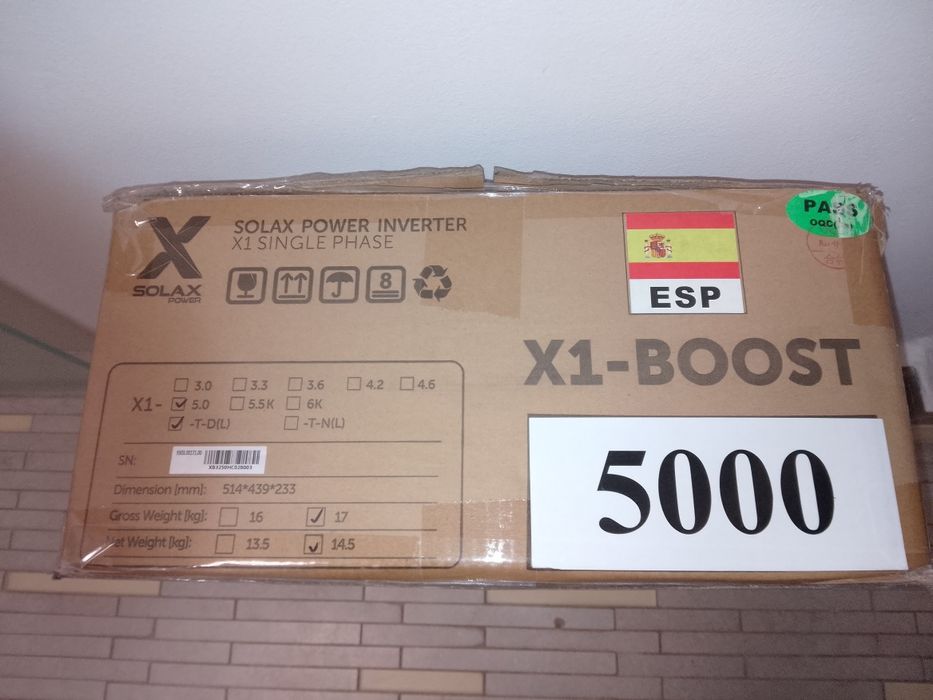 SOLAX
POWER
SOLAX POWER INVERTER
X1 SINGLE PHASE
8
ESP
PASS
X1-BOOST
5000
3.0 3.3 3.6 4.2 4.6
X1- 5.0 5.5K 6K
-T-D(L) -T-N(L)
SN:
XB3250HC028003
Dimension [mm]: 514*439*233
Gross Weight [kg]: 16 17
Net Weight [kg]: 13.5 14.5